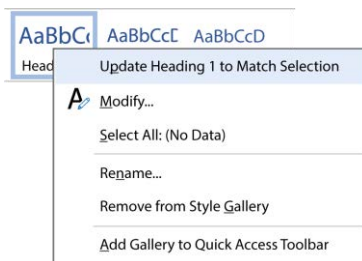 AaBbC AaBbCcD AaBbCcD
Head
Update Heading 1 to Match Selection
Modify...
Select All: (No Data)
Rename...
Remove from Style Gallery
Add Gallery to Quick Access Toolbar